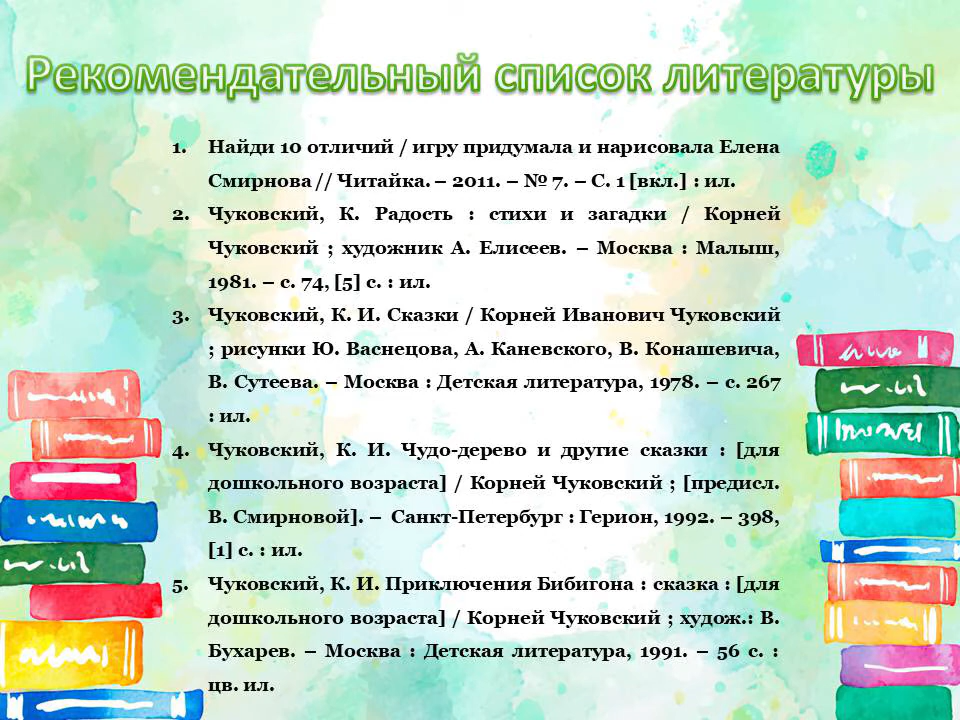 Рекомендательный список литературы
1. Найди 10 отличий / игру придумала и нарисовала Елена
Смирнова // Читайка. – 2011. – № 7. – С. 1 [вкл.] : ил.
2. Чуковский, К. Радость : стихи и загадки / Корней
Чуковский ; художник А. Елисеев. – Москва : Малыш,
1981. – с. 74, [5] с. : ил.
3. Чуковский, К. И. Сказки / Корней Иванович Чуковский
; рисунки Ю. Васнецова, А. Каневского, В. Конашевича,
В. Сутеева. – Москва : Детская литература, 1978. – с. 267
: ил.
4. Чуковский, К. И. Чудо-дерево и другие сказки : [для
дошкольного возраста] / Корней Чуковский ; [предисл.
В. Смирновой]. – Санкт-Петербург : Герион, 1992. – 398,
[1] с. : ил.
5. Чуковский, К. И. Приключения Бибигона : сказка : [для
дошкольного возраста] / Корней Чуковский ; худож.: В.
Бухарев. – Москва : Детская литература, 1991. – 56 с. :
цв. ил.